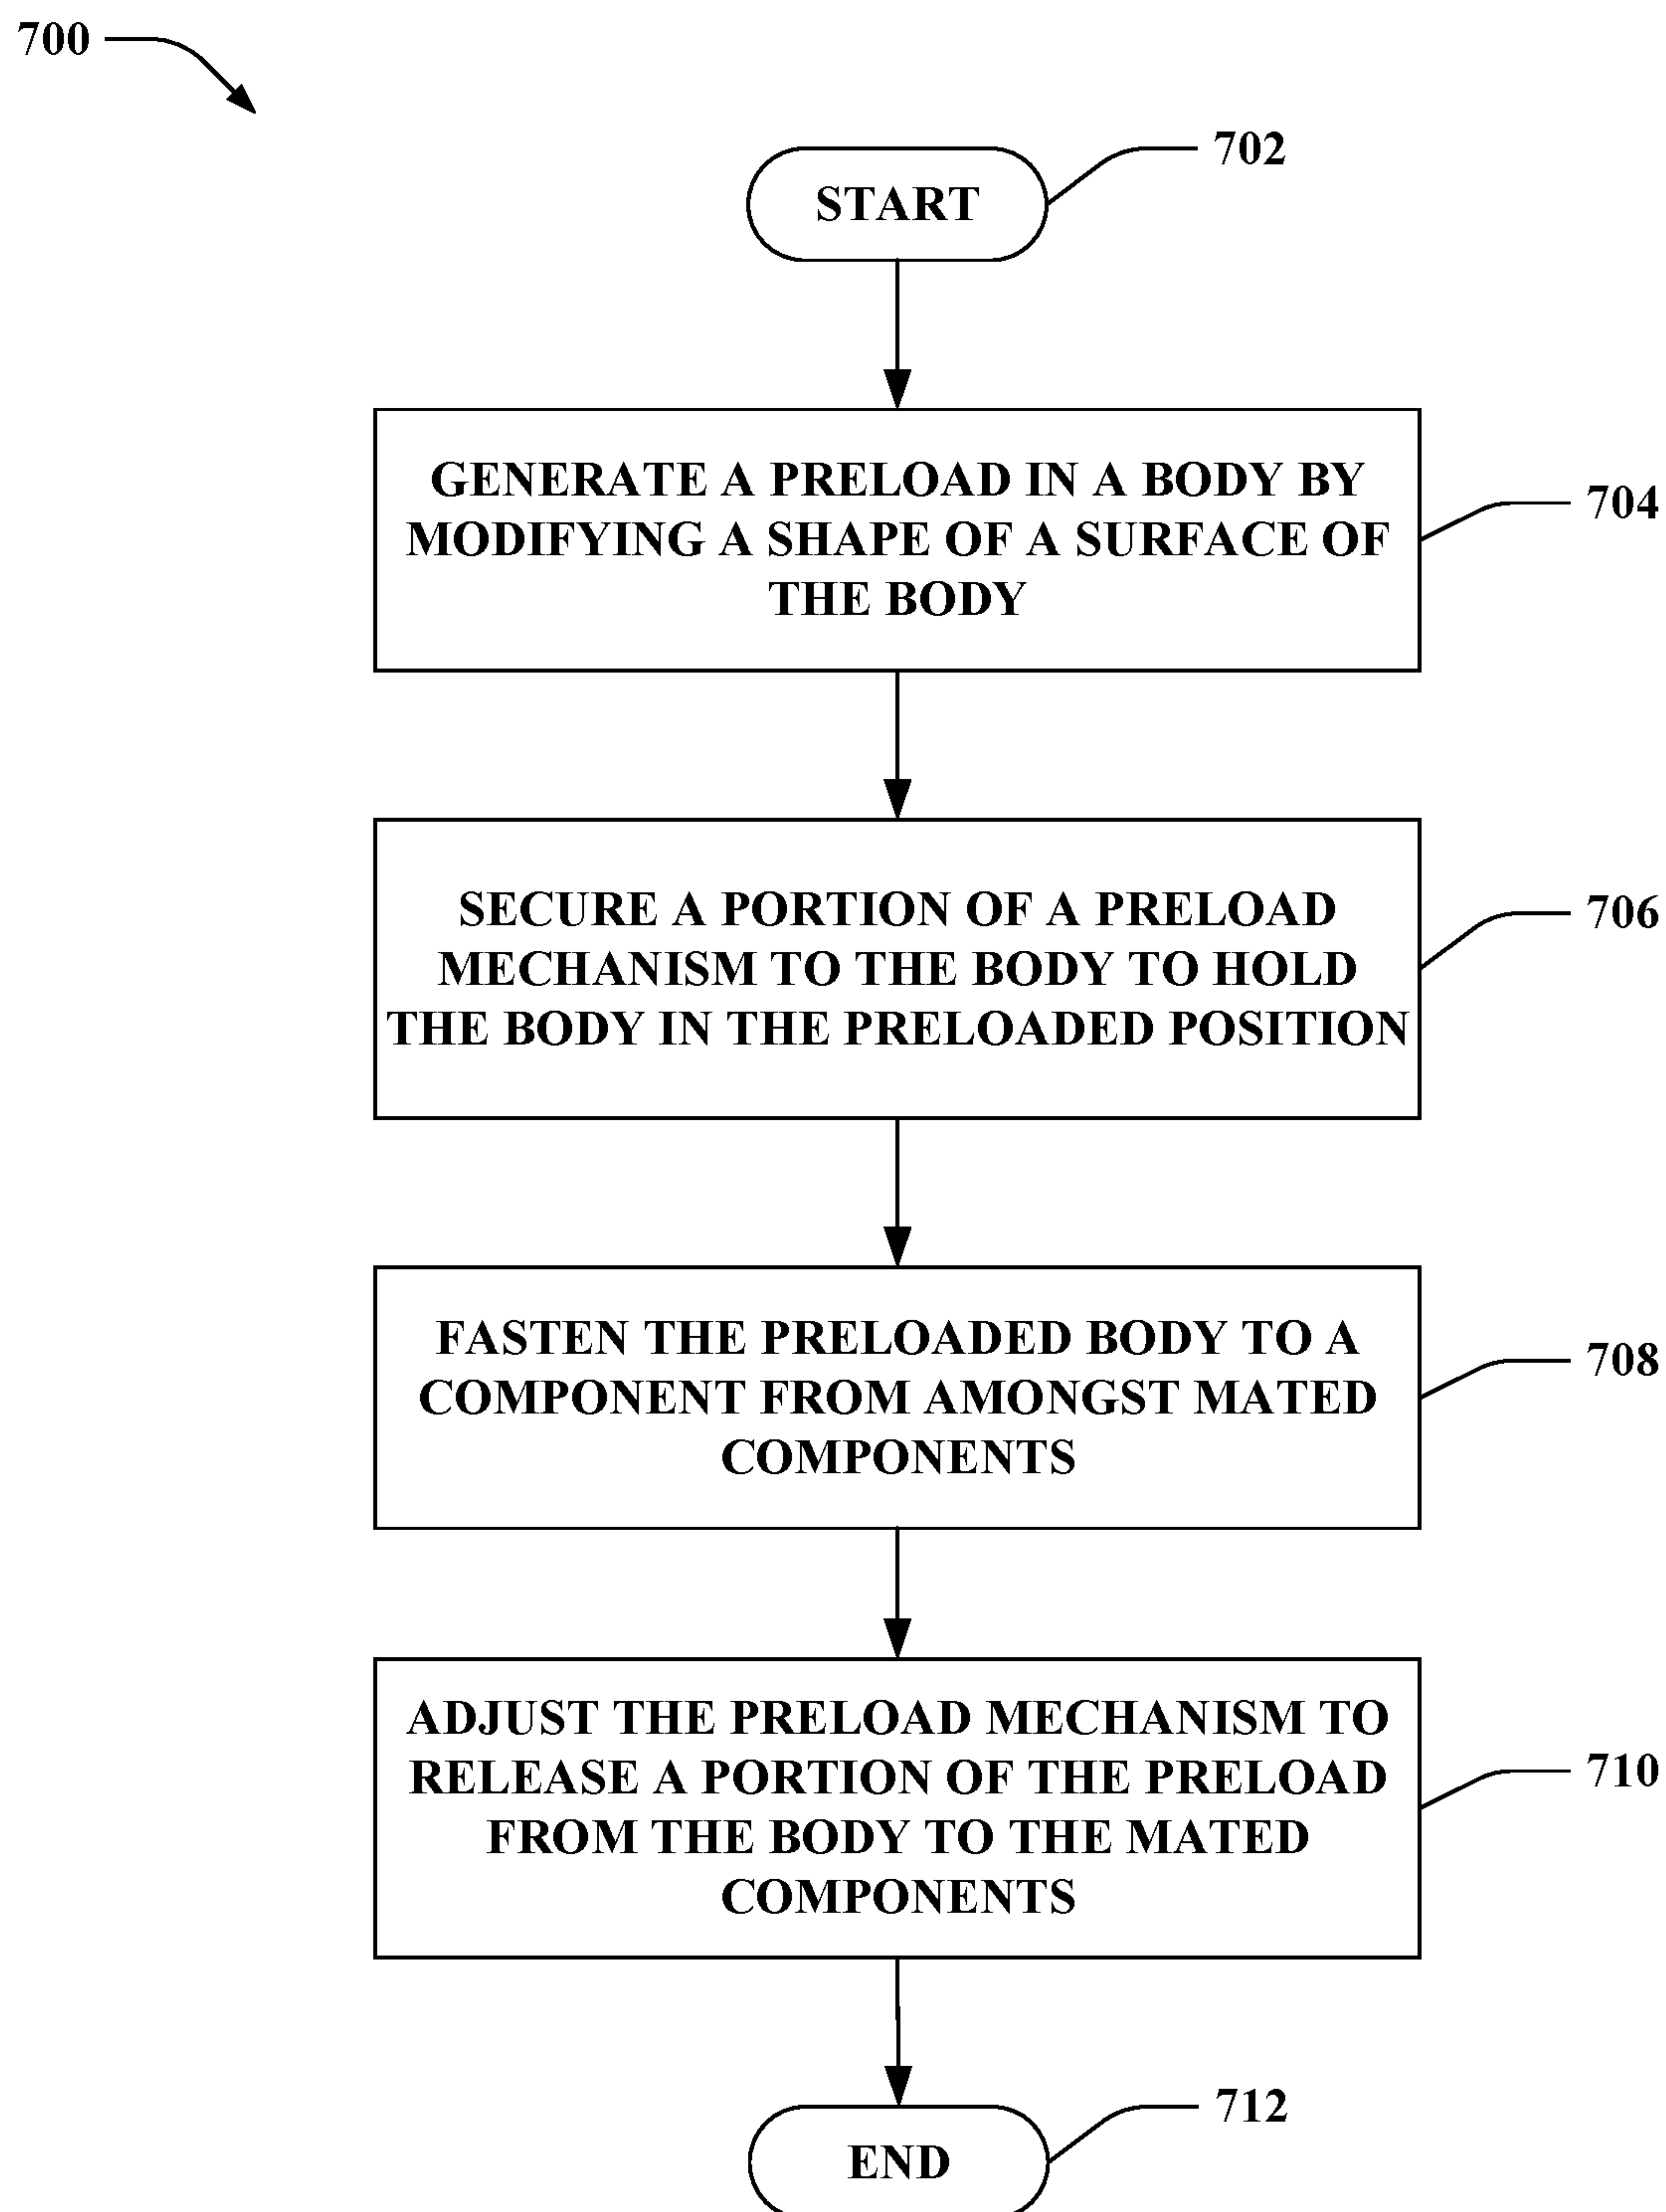 700
702
START
GENERATE A PRELOAD IN A BODY BY
MODIFYING A SHAPE OF A SURFACE OF
THE BODY
704
SECURE A PORTION OF A PRELOAD
MECHANISM TO THE BODY TO HOLD
THE BODY IN THE PRELOADED POSITION
706
FASTEN THE PRELOADED BODY TO A
COMPONENT FROM AMONGST MATED
COMPONENTS
708
ADJUST THE PRELOAD MECHANISM TO
RELEASE A PORTION OF THE PRELOAD
FROM THE BODY TO THE MATED
COMPONENTS
710
712
END